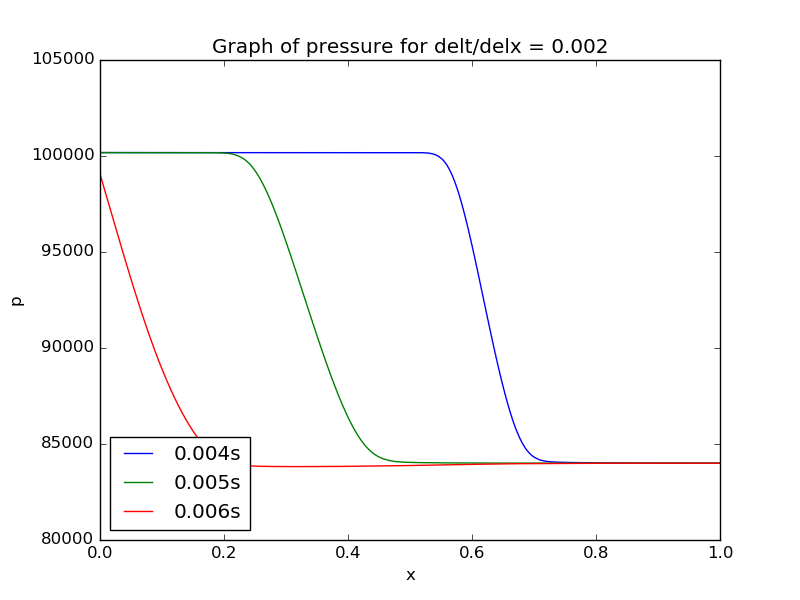 Graph of pressure for delt/delx = 0.002
105000
100000
95000
90000
85000
80000
p
0.004s
0.005s
0.006s
0.0 0.2 0.4 0.6 0.8 1.0
x